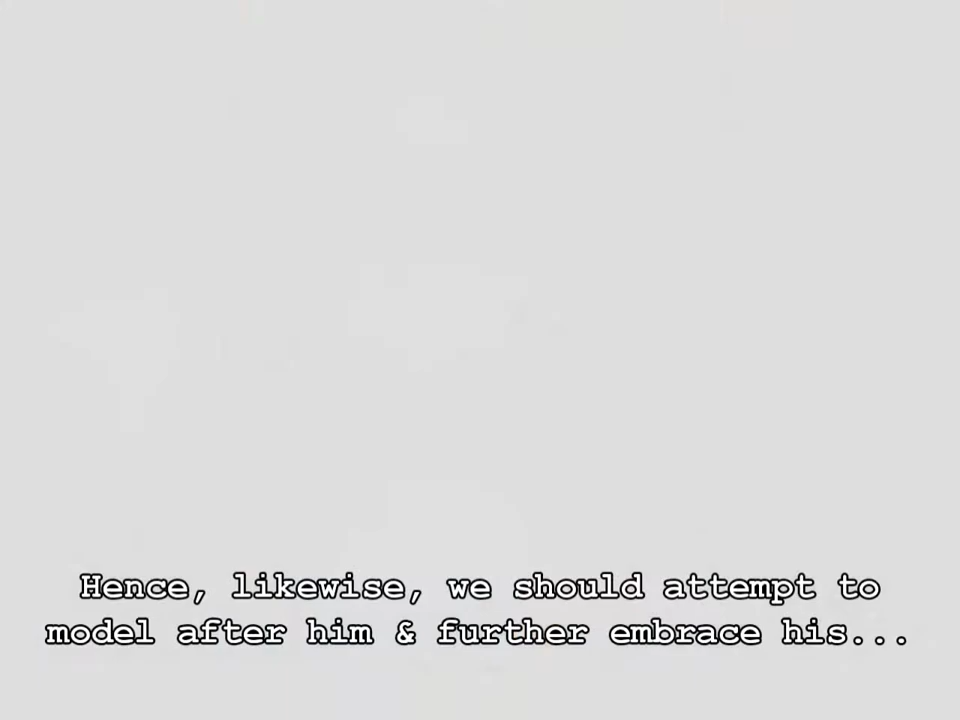 Hence, likewise, we should attempt to
model after him & further embrace his...